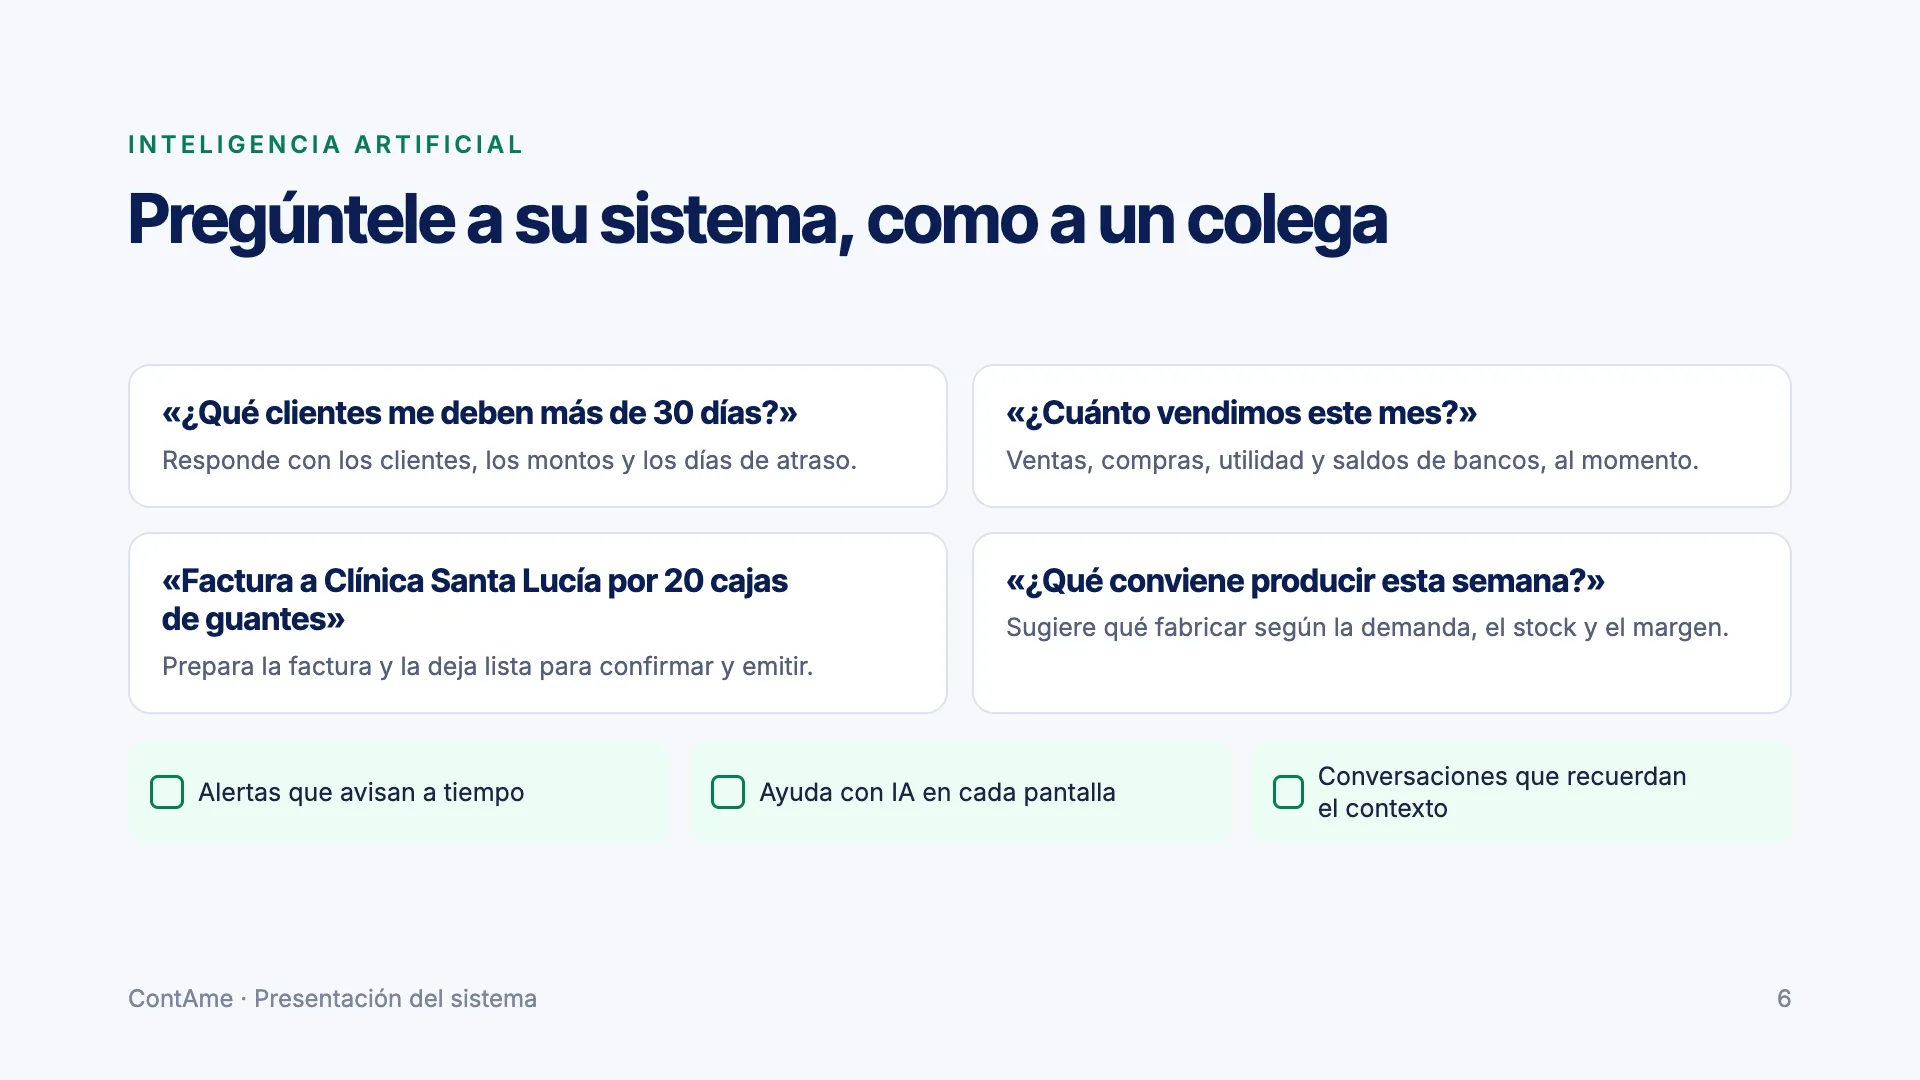 INTELIGENCIA ARTIFICIAL
Pregúntele a su sistema, como a un colega
«¿Qué clientes me deben más de 30 días?»
Responde con los clientes, los montos y los días de atraso.
«¿Cuánto vendimos este mes?»
Ventas, compras, utilidad y saldos de bancos, al momento.
«Factura a Clínica Santa Lucía por 20 cajas
de guantes»
Prepara la factura y la deja lista para confirmar y emitir.
«¿Qué conviene producir esta semana?»
Sugiere qué fabricar según la demanda, el stock y el margen.
Alertas que avisan a tiempo
Ayuda con IA en cada pantalla
Conversaciones que recuerdan
el contexto
ContAme · Presentación del sistema
6